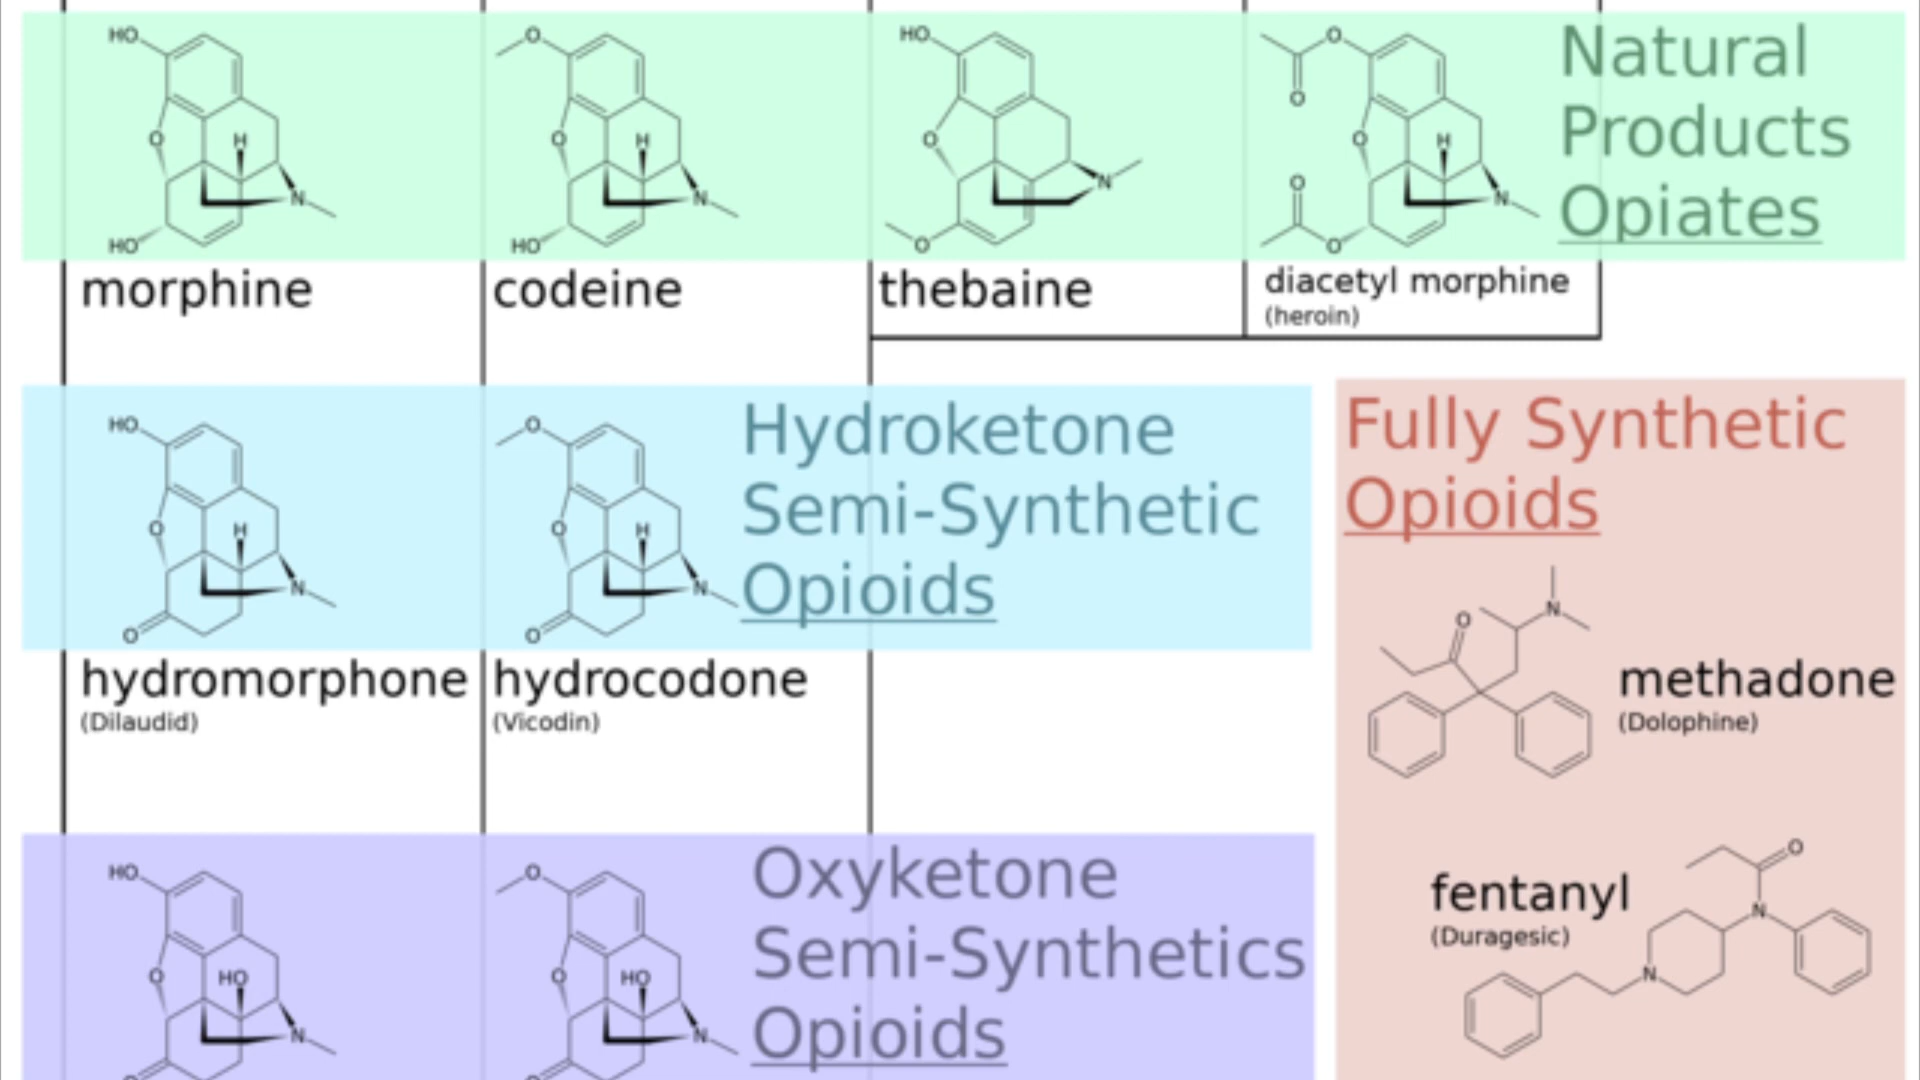 Natural
Products
Opiates
HO
O
H
N
HO
O
O
H
N
HO
HO
O
N
O
O
O
O
H
N
O
O
morphine
codeine
thebaine
diacetyl morphine
(heroin)
Hydroketone
Semi-Synthetic
Opioids
HO
O
H
N
O
O
O
H
N
O
hydromorphone
(Dilaudid)
hydrocodone
(Vicodin)
Fully Synthetic
Opioids
O
N
methadone
(Dolophine)
fentanyl
(Duragesic)
O
N
N
Oxyketone
Semi-Synthetics
Opioids
HO
O
HO
N
O
O
O
HO
N
O